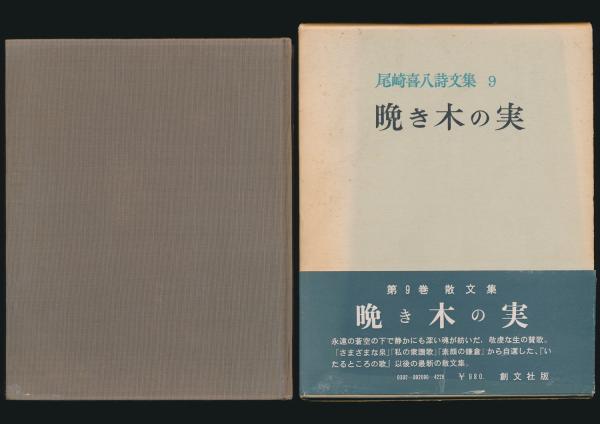 尾崎喜八詩文集 9
晩き木の実
第9巻 散文集
晩き木の実
永遠の蒼空の下で静かにも深い魂が紡いだ、敬虔な生の賛歌。
「さまざまな泉」「私の衆讃歌」「素顔の鎌倉」から自選した、『い
たるところの歌』以後の最新の散文集。
0392-092090-4226 ￥980. 創文社版